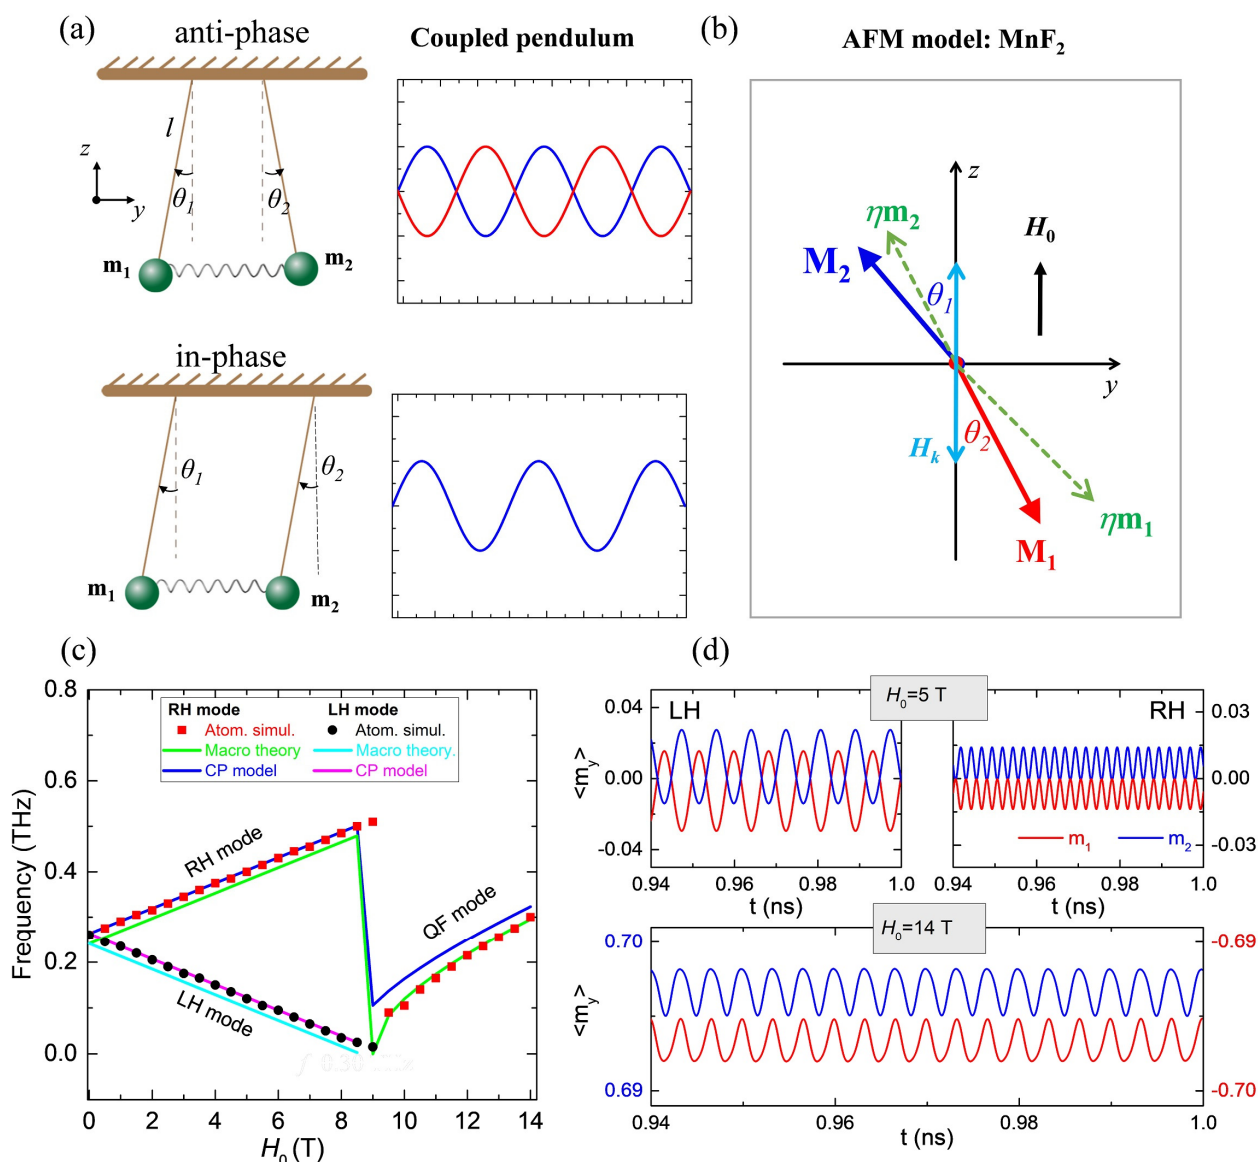 (a)
anti-phase
Coupled pendulum
l
z
y
θ1
θ2
m1
m2
in-phase
θ1
θ2
m1
m2
(b)
AFM model: MnF2
z
ηm2
M2
H0
θ1
y
Hk
θ2
ηm1
M1
(c)
0.8
0.6
0.4
0.2
0.0
Frequency (THz)
RH mode LH mode
Atom. simul. Atom. simul.
Macro theory Macro theory.
CP model CP model
RH mode
LH mode
QF mode
0 2 4 6 8 10 12 14
H0 (T)
(d)
H0=5 T
LH
RH
0.04
0.00
-0.04
<my>
0.03
0.00
-0.03
m1 m2
0.94 0.96 0.98 1.0
t (ns)
0.94 0.96 0.98 1.0
t (ns)
H0=14 T
0.70
0.69
<my>
-0.69
-0.70
0.94 0.96 0.98 1.0
t (ns)